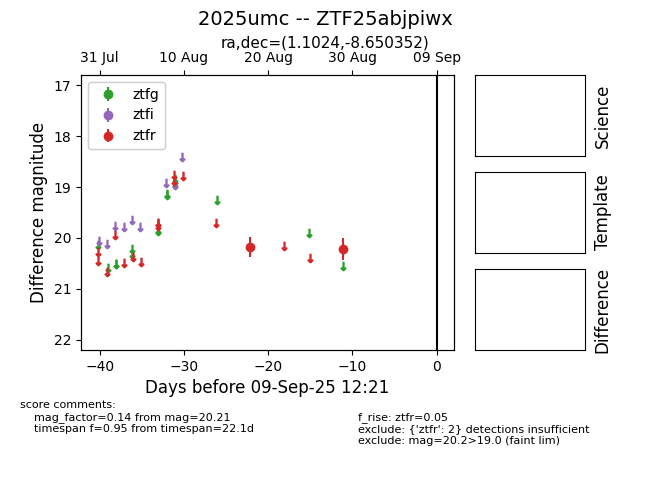 2025umc -- ZTF25abjpiwx
ra,dec=(1.1024,-8.650352)
31 Jul
10 Aug
20 Aug
30 Aug
09 Sep
ztfg
ztfi
ztfr
17
18
19
20
21
22
Difference magnitude
−40
−30
−20
−10
0
Days before 09-Sep-25 12:21
Science
Template
Difference
score comments:
mag_factor=0.14 from mag=20.21
timespan f=0.95 from timespan=22.1d
f_rise: ztfr=0.05
exclude: {'ztfr': 2} detections insufficient
exclude: mag=20.2>19.0 (faint lim)